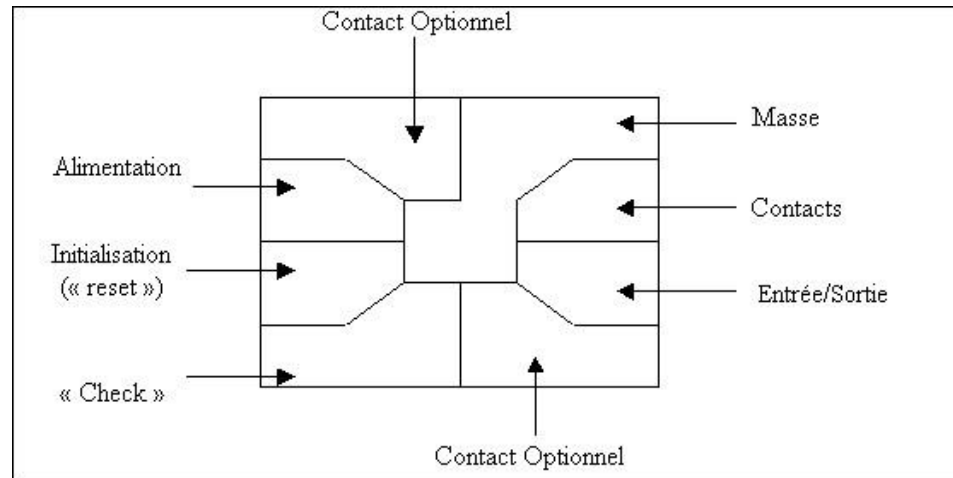 Contact Optionnel
Masse
Alimentation
Contacts
Initialisation
(« reset »)
Entrée/Sortie
« Check »
Contact Optionnel